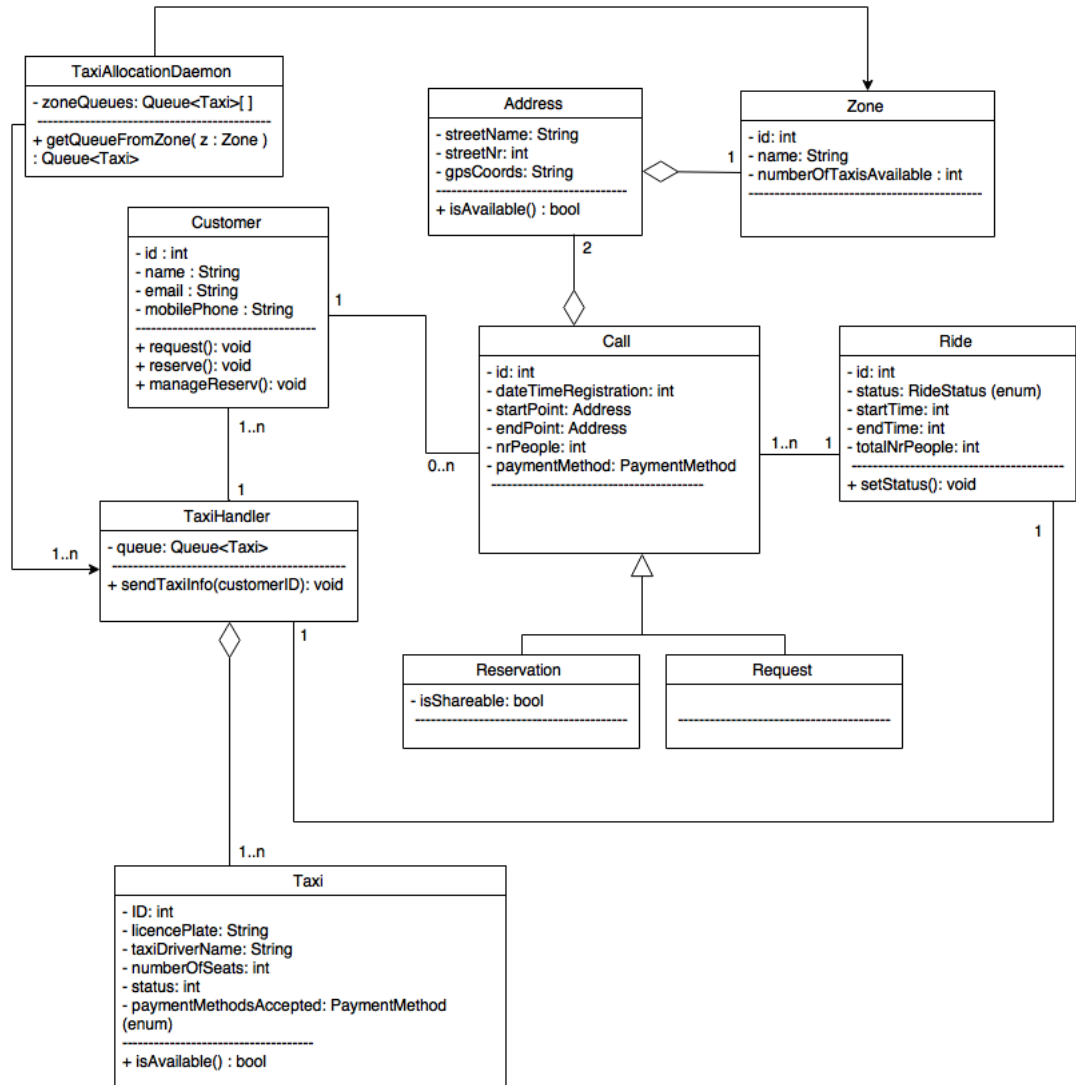 TaxiAllocationDaemon
- zoneQueues: Queue<Taxi>[ ]
+ getQueueFromZone( z : Zone )
: Queue<Taxi>
Address
- streetName: String
- streetNr: int
- gpsCoords: String
+ isAvailable() : bool
Zone
- id: int
- name: String
- numberOfTaxisAvailable : int
1
2
Customer
- id : int
- name : String
- email : String
- mobilePhone : String
+ request(): void
+ reserve(): void
+ manageReserv(): void
1
0..n
1..n
1
Call
- id: int
- dateTimeRegistration: int
- startPoint: Address
- endPoint: Address
- nrPeople: int
- paymentMethod: PaymentMethod
1..n
1
Ride
- id: int
- status: RideStatus (enum)
- startTime: int
- endTime: int
- totalNrPeople: int
+ setStatus(): void
1
1..n
TaxiHandler
- queue: Queue<Taxi>
+ sendTaxiInfo(customerID): void
1
Reservation
- isShareable: bool
Request
1..n
Taxi
- ID: int
- licencePlate: String
- taxiDriverName: String
- numberOfSeats: int
- status: int
- paymentMethodsAccepted: PaymentMethod
(enum)
+ isAvailable() : bool